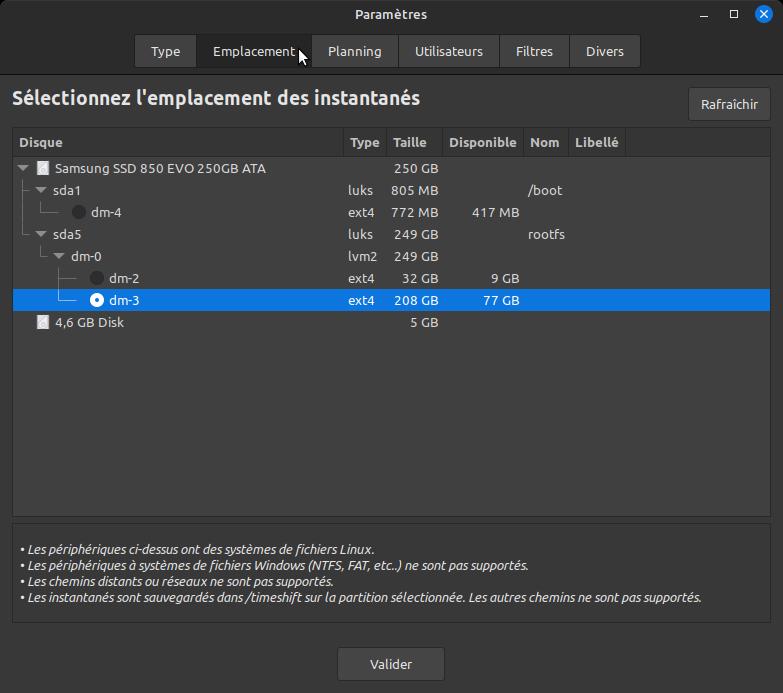 Paramètres
Type Emplacement Planning Utilisateurs Filtres Divers
Sélectionnez l'emplacement des instantanés
Rafraîchir
Disque Type Taille Disponible Nom Libellé
Samsung SSD 850 EVO 250GB ATA 250 GB
sda1 luks 805 MB /boot
dm-4 ext4 772 MB 417 MB
sda5 luks 249 GB rootfs
dm-0 lvm2 249 GB
dm-2 ext4 32 GB 9 GB
dm-3 ext4 208 GB 77 GB
4,6 GB Disk 5 GB
• Les périphériques ci-dessus ont des systèmes de fichiers Linux.
• Les périphériques à systèmes de fichiers Windows (NTFS, FAT, etc..) ne sont pas supportés.
• Les chemins distants ou réseaux ne sont pas supportés.
• Les instantanés sont sauvegardés dans /timeshift sur la partition sélectionnée. Les autres chemins ne sont pas supportés.
Valider